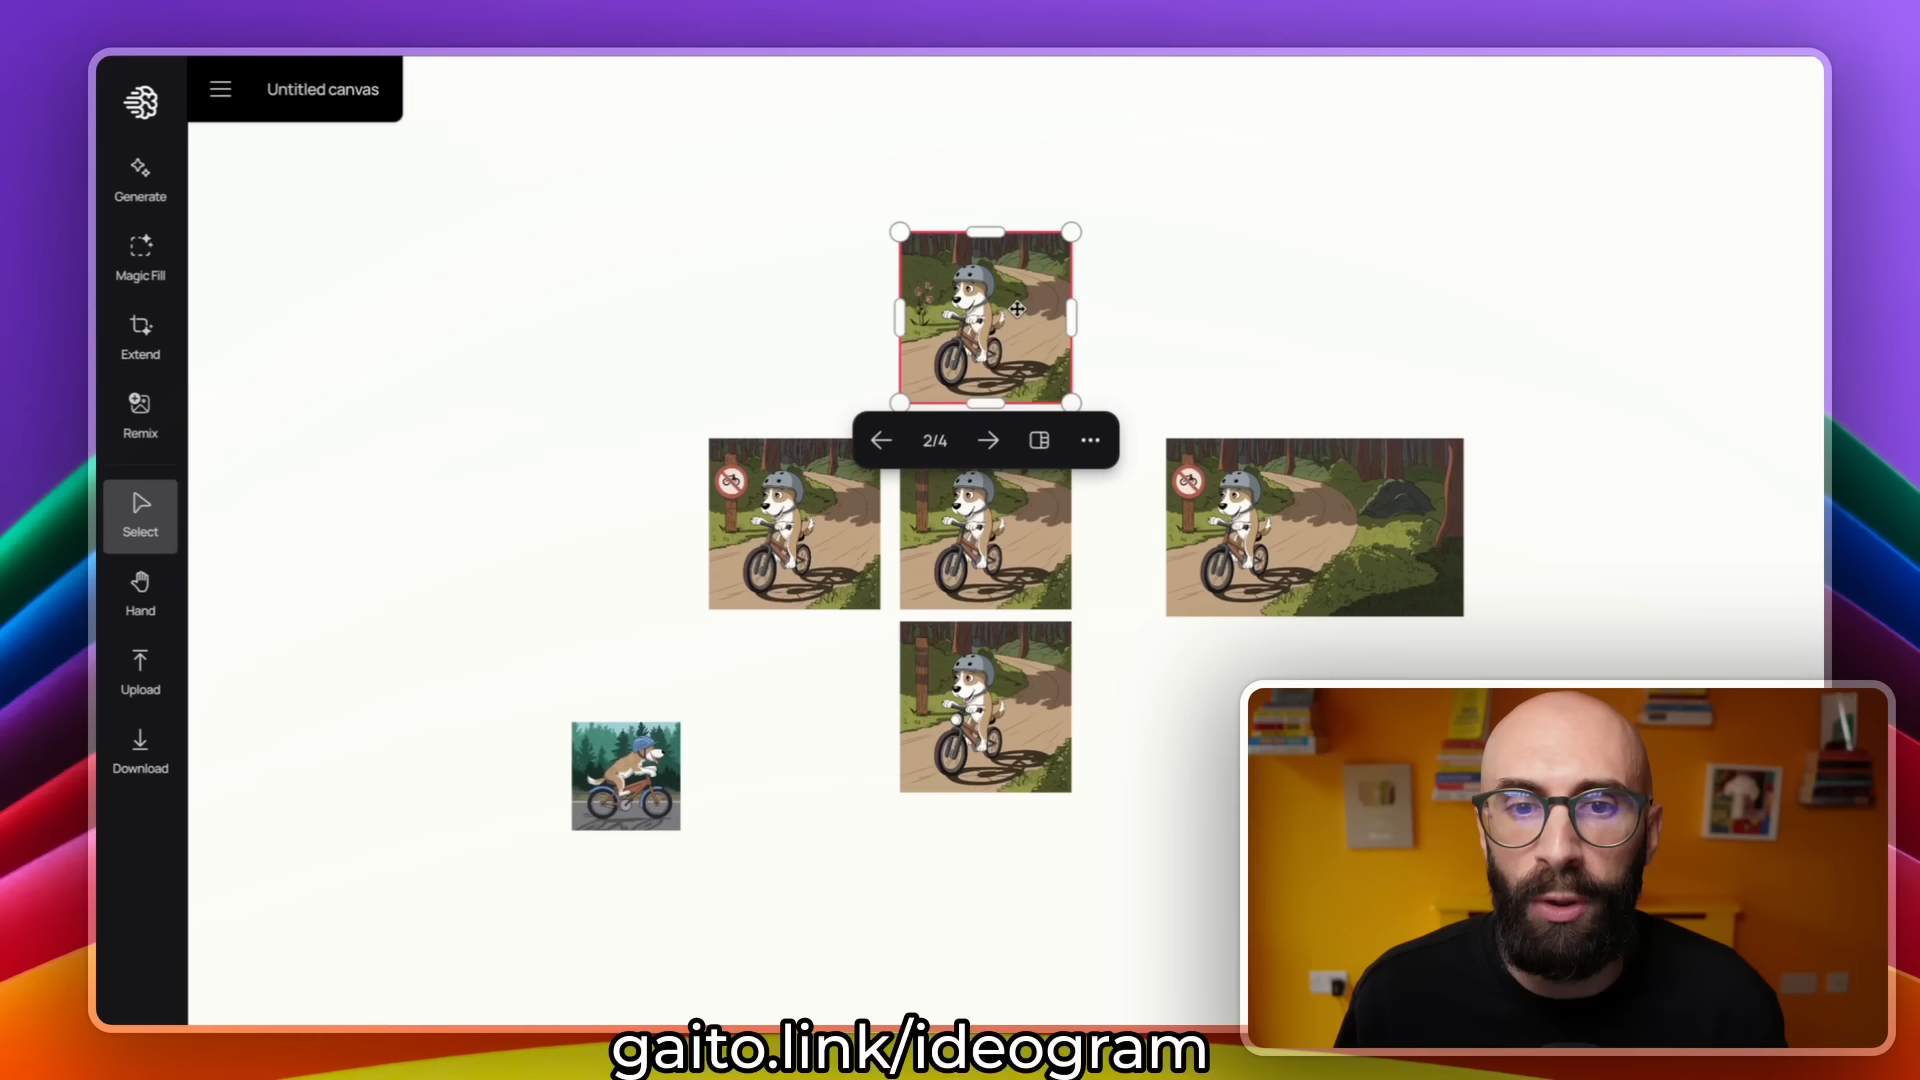 Untitled canvas
Generate
Magic Fill
Extend
Remix
Select
Hand
Upload
Download
2/4
gaito.link/ideogram